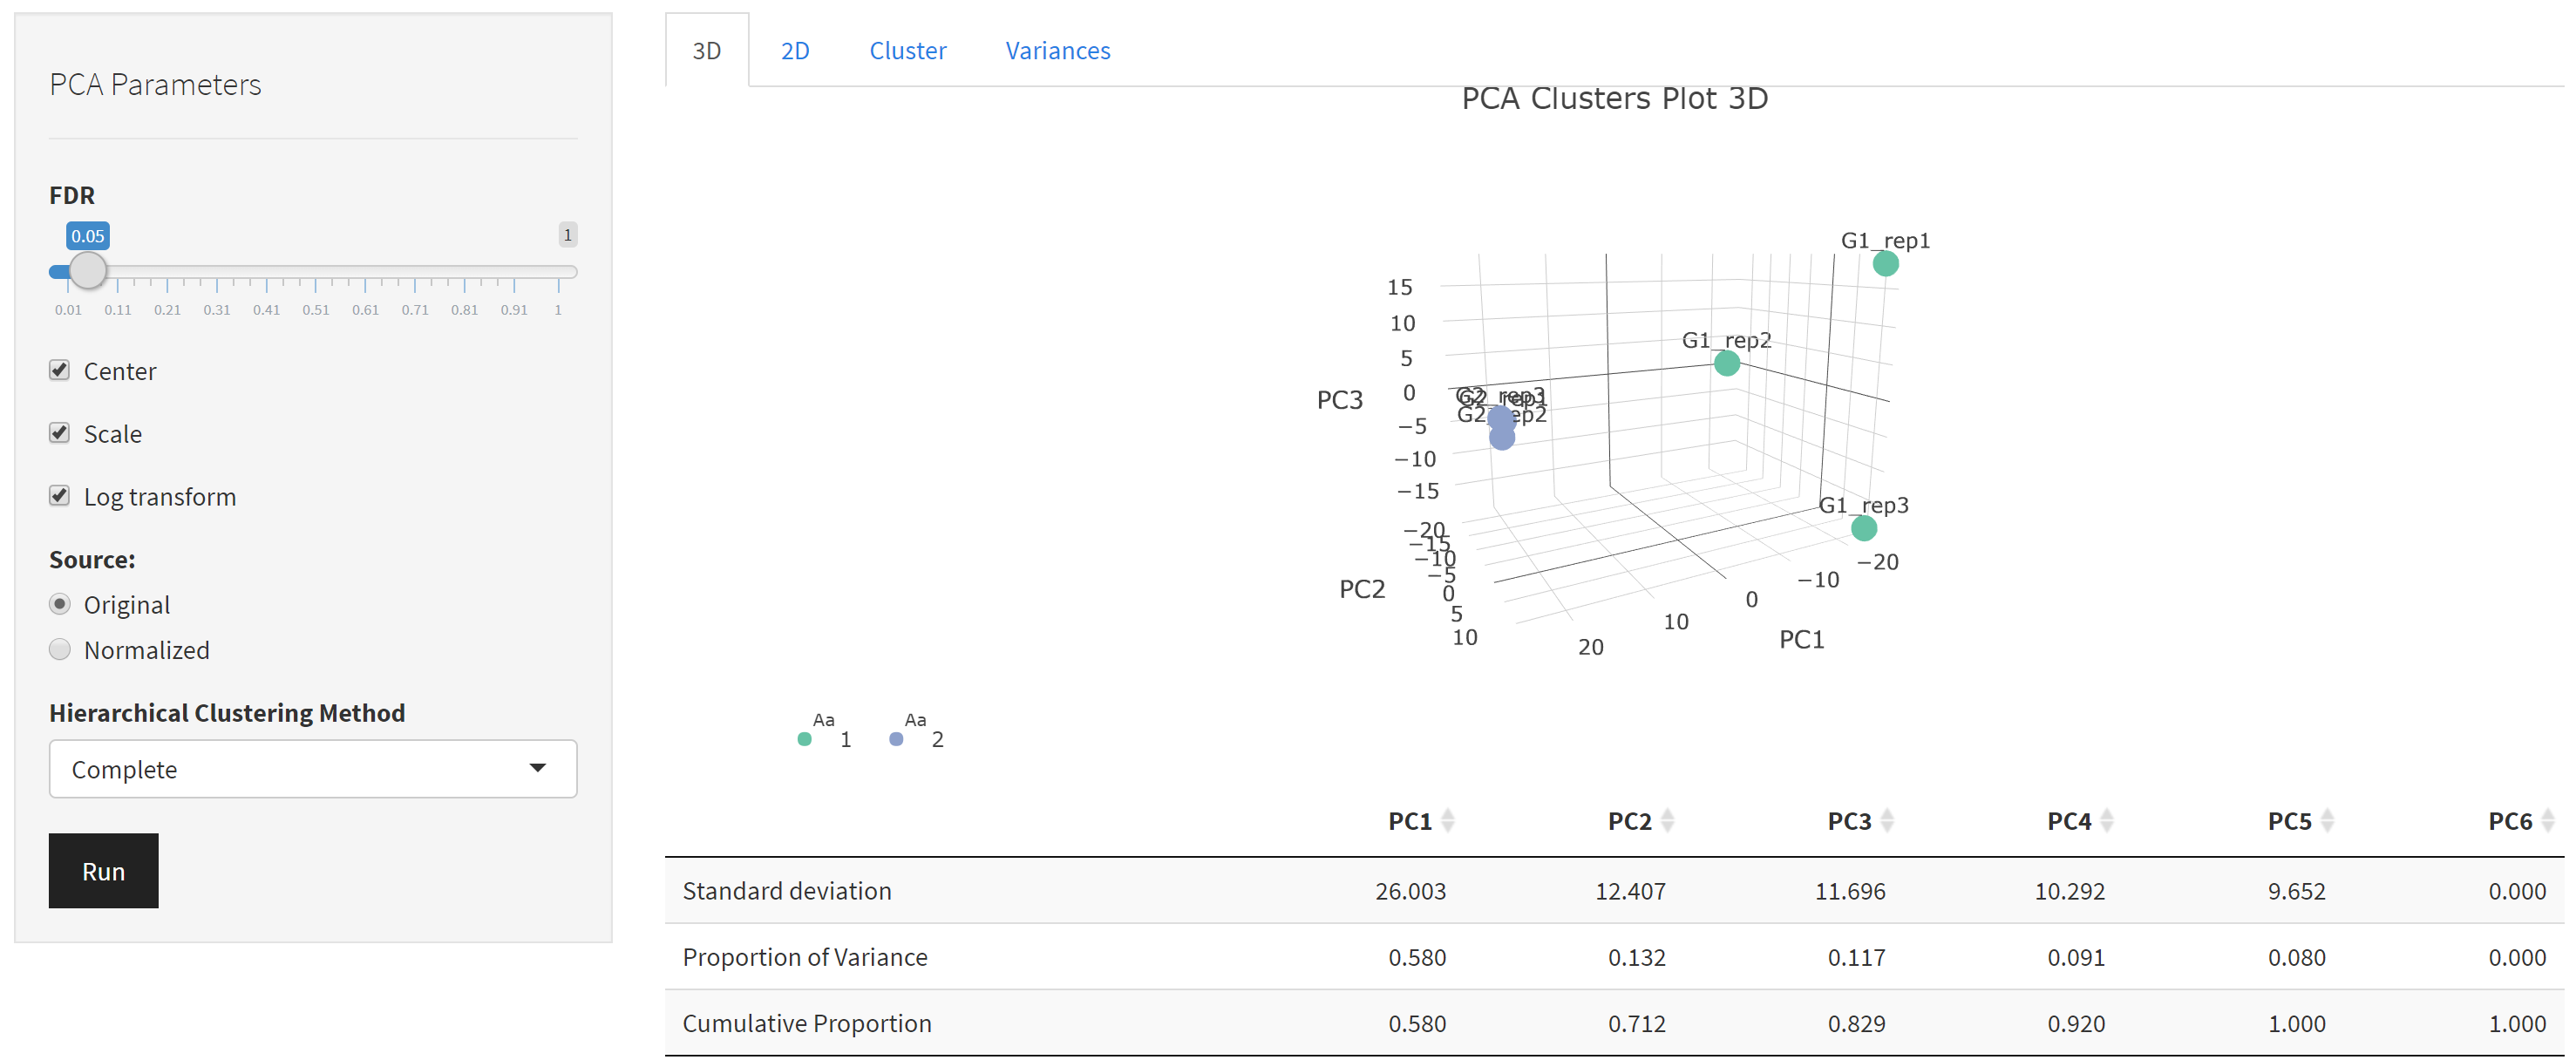 PCA Parameters
FDR
0.05 1
0.01 0.11 0.21 0.31 0.41 0.51 0.61 0.71 0.81 0.91 1
Center
Scale
Log transform
Source:
Original
Normalized
Hierarchical Clustering Method
Complete
Run
3D 2D Cluster Variances
PCA Clusters Plot 3D
G1_rep1
G1_rep2
G2_rep3
G2_rep1
G2_rep2
G1_rep3
15
10
5
0
−5
−10
−15
PC3
−20
−15
−10
−5
0
5
10
PC2
20
10
0
−10
−20
PC1
Aa 1 Aa 2
PC1 PC2 PC3 PC4 PC5 PC6
Standard deviation 26.003 12.407 11.696 10.292 9.652 0.000
Proportion of Variance 0.580 0.132 0.117 0.091 0.080 0.000
Cumulative Proportion 0.580 0.712 0.829 0.920 1.000 1.000